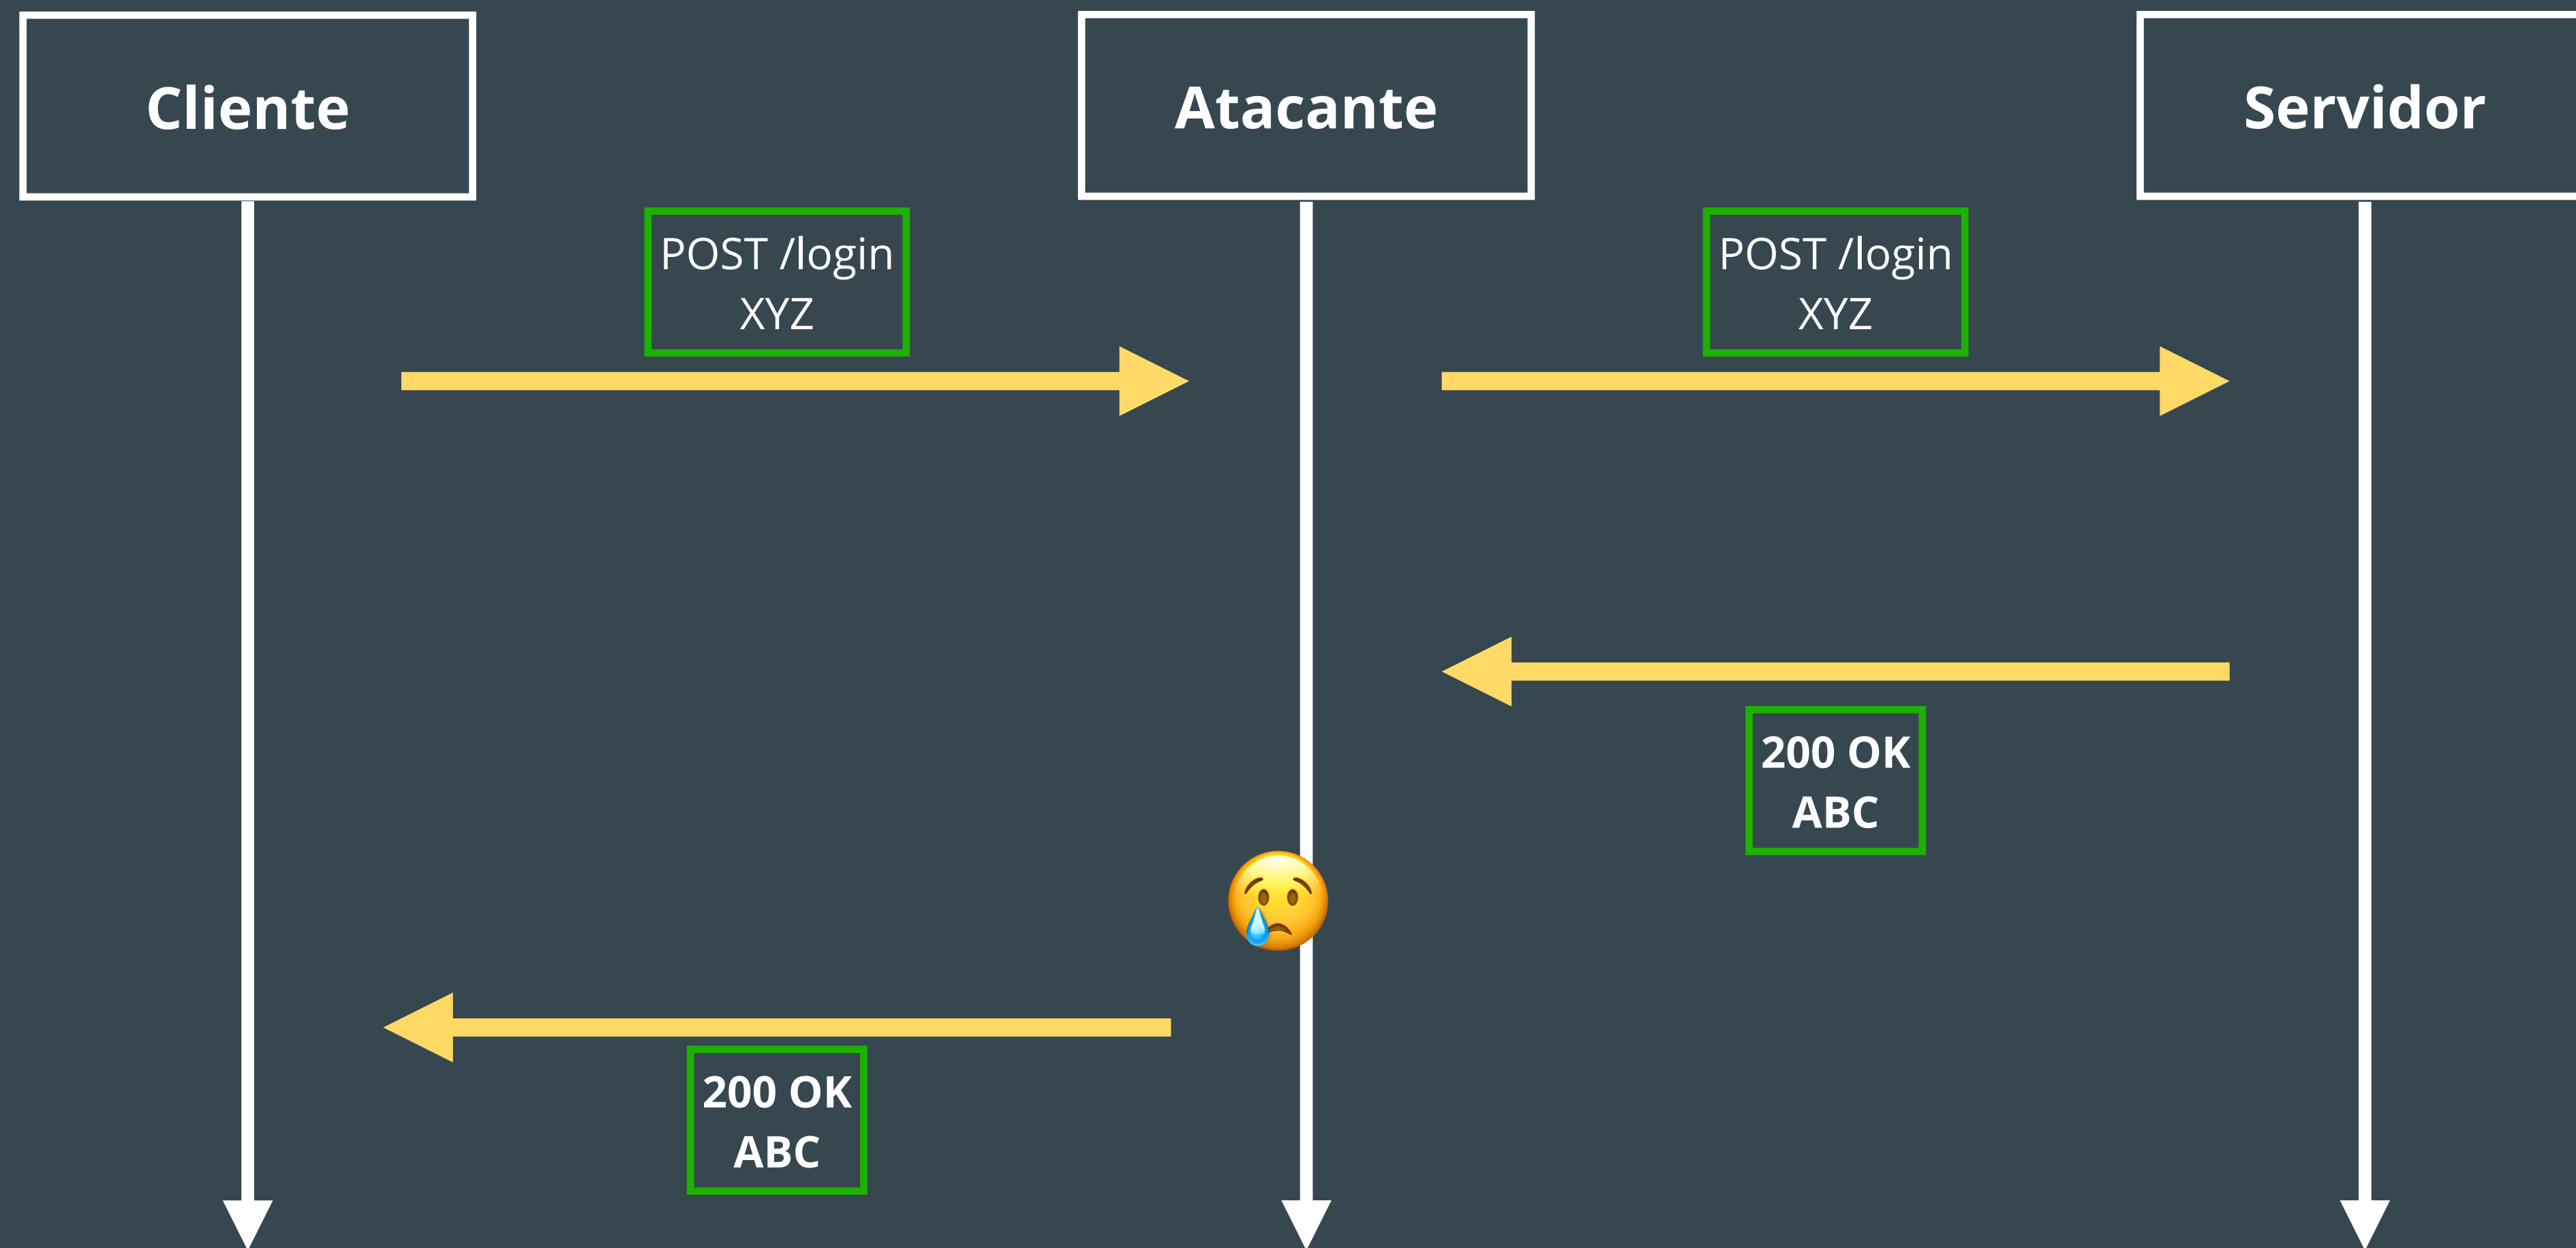 Cliente
Atacante
Servidor
POST /login
XYZ
POST /login
XYZ
200 OK
ABC
200 OK
ABC